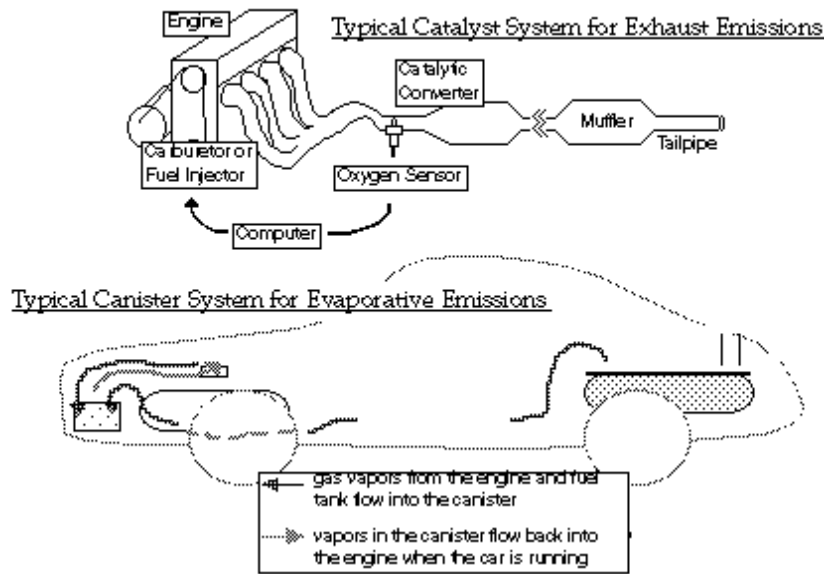 Engine
Typical Catalyst System for Exhaust Emissions
Catalytic
Converter
Muffler
Tailpipe
Carburetor or
Fuel Injector
Oxygen Sensor
Computer
Typical Canister System for Evaporative Emissions
gas vapors from the engine and fuel
tank flow into the canister
vapors in the canister flow back into
the engine when the car is running